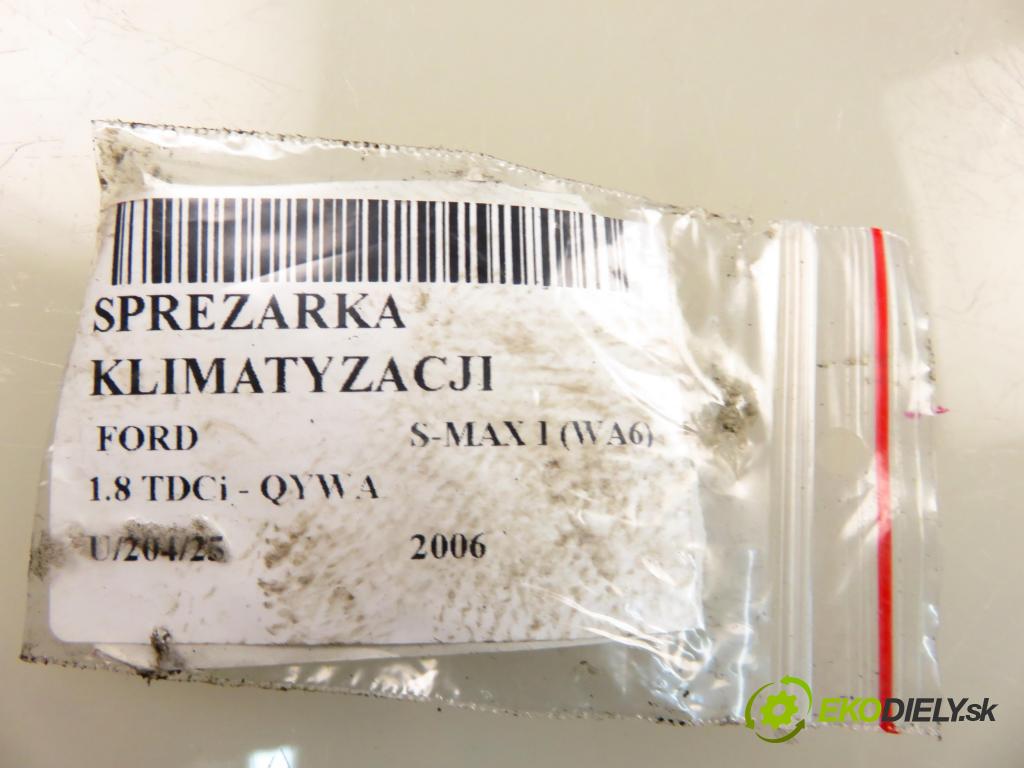 SPREZARKA
KLIMATYZACJI
FORD S-MAX I (WA6)
1.8 TDCi - QYWA
U/204/25 2006
EKODIELY.sk